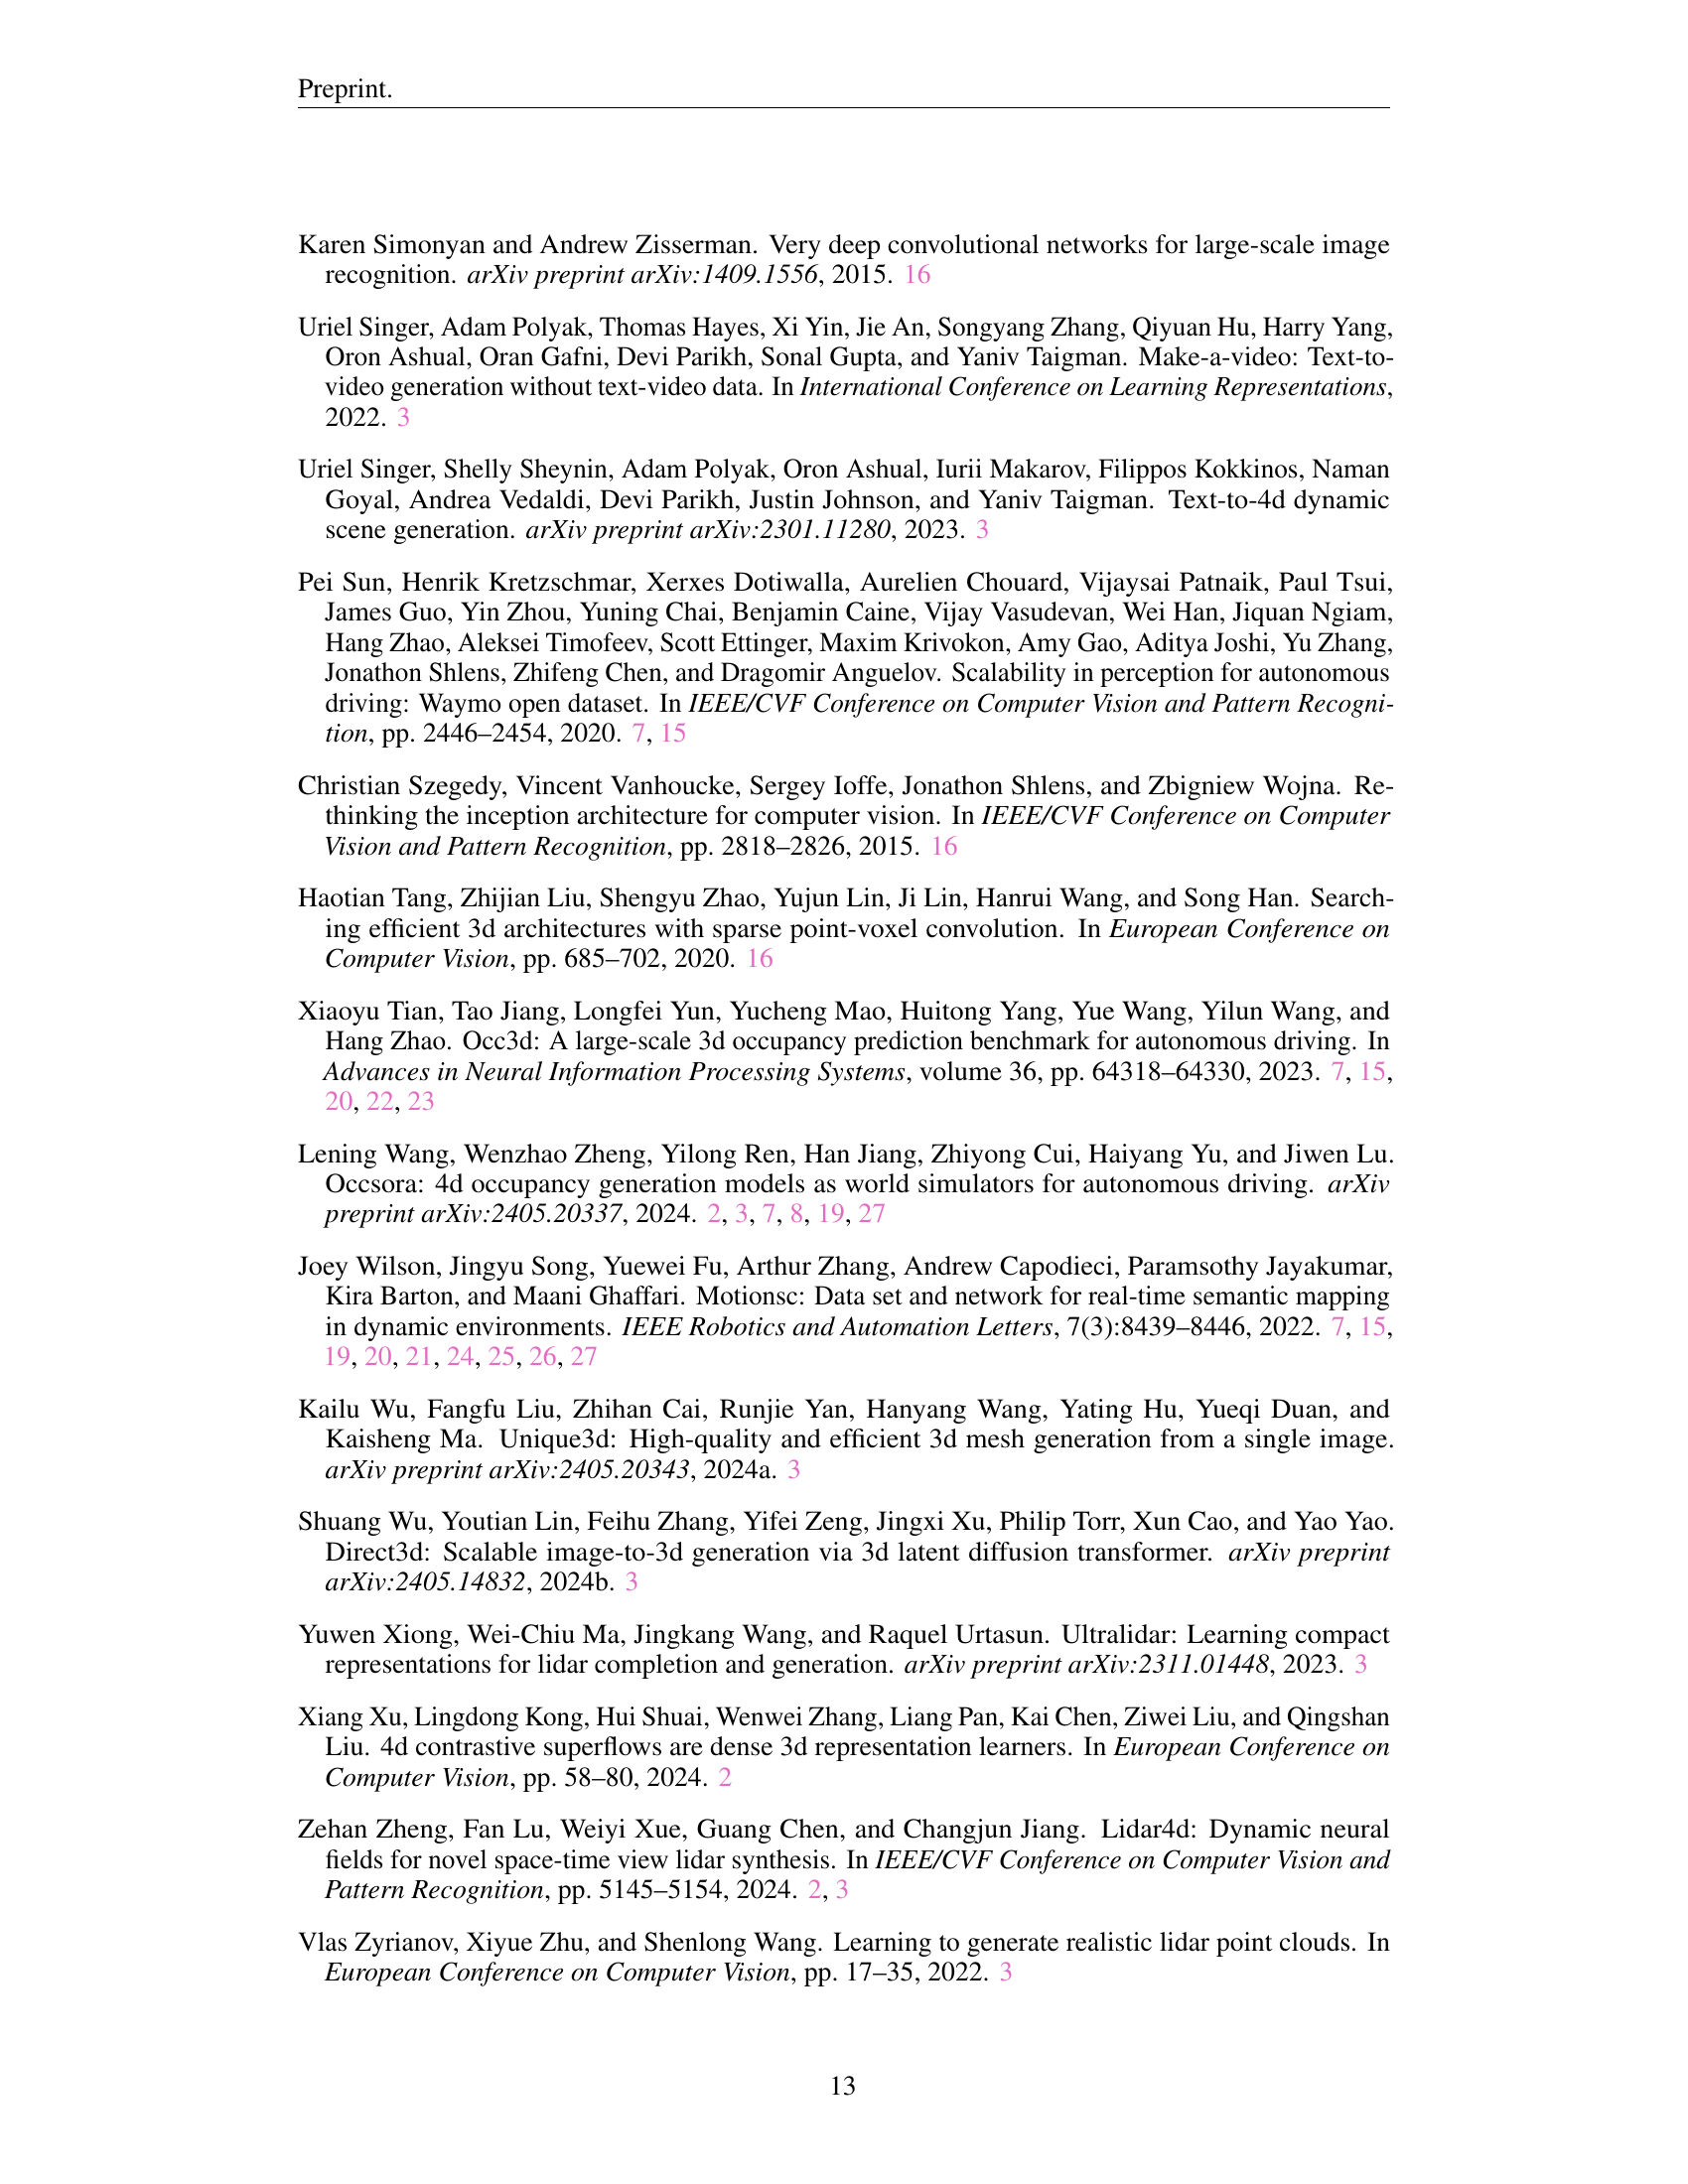 Preprint.
Karen Simonyan and Andrew Zisserman. Very deep convolutional networks for large-scale image
recognition. arXiv preprint arXiv:1409.1556, 2015. 16
Uriel Singer, Adam Polyak, Thomas Hayes, Xi Yin, Jie An, Songyang Zhang, Qiyuan Hu, Harry Yang,
Oron Ashual, Oran Gafni, Devi Parikh, Sonal Gupta, and Yaniv Taigman. Make-a-video: Text-to-
video generation without text-video data. In International Conference on Learning Representations,
2022. 3
Uriel Singer, Shelly Sheynin, Adam Polyak, Oron Ashual, Iurii Makarov, Filippos Kokkinos, Naman
Goyal, Andrea Vedaldi, Devi Parikh, Justin Johnson, and Yaniv Taigman. Text-to-4d dynamic
scene generation. arXiv preprint arXiv:2301.11280, 2023. 3
Pei Sun, Henrik Kretzschmar, Xerxes Dotiwalla, Aurelien Chouard, Vijaysai Patnaik, Paul Tsui,
James Guo, Yin Zhou, Yuning Chai, Benjamin Caine, Vijay Vasudevan, Wei Han, Jiquan Ngiam,
Hang Zhao, Aleksei Timofeev, Scott Ettinger, Maxim Krivokon, Amy Gao, Aditya Joshi, Yu Zhang,
Jonathon Shlens, Zhifeng Chen, and Dragomir Anguelov. Scalability in perception for autonomous
driving: Waymo open dataset. In IEEE/CVF Conference on Computer Vision and Pattern Recogni-
tion, pp. 2446–2454, 2020. 7, 15
Christian Szegedy, Vincent Vanhoucke, Sergey Ioffe, Jonathon Shlens, and Zbigniew Wojna. Re-
thinking the inception architecture for computer vision. In IEEE/CVF Conference on Computer
Vision and Pattern Recognition, pp. 2818–2826, 2015. 16
Haotian Tang, Zhijian Liu, Shengyu Zhao, Yujun Lin, Ji Lin, Hanrui Wang, and Song Han. Search-
ing efficient 3d architectures with sparse point-voxel convolution. In European Conference on
Computer Vision, pp. 685–702, 2020. 16
Xiaoyu Tian, Tao Jiang, Longfei Yun, Yucheng Mao, Huitong Yang, Yue Wang, Yilun Wang, and
Hang Zhao. Occ3d: A large-scale 3d occupancy prediction benchmark for autonomous driving. In
Advances in Neural Information Processing Systems, volume 36, pp. 64318–64330, 2023. 7, 15,
20, 22, 23
Lening Wang, Wenzhao Zheng, Yilong Ren, Han Jiang, Zhiyong Cui, Haiyang Yu, and Jiwen Lu.
Occsora: 4d occupancy generation models as world simulators for autonomous driving. arXiv
preprint arXiv:2405.20337, 2024. 2, 3, 7, 8, 19, 27
Joey Wilson, Jingyu Song, Yuewei Fu, Arthur Zhang, Andrew Capodieci, Paramsothy Jayakumar,
Kira Barton, and Maani Ghaffari. Motionsc: Data set and network for real-time semantic mapping
in dynamic environments. IEEE Robotics and Automation Letters, 7(3):8439–8446, 2022. 7, 15,
19, 20, 21, 24, 25, 26, 27
Kailu Wu, Fangfu Liu, Zhihan Cai, Runjie Yan, Hanyang Wang, Yating Hu, Yueqi Duan, and
Kaisheng Ma. Unique3d: High-quality and efficient 3d mesh generation from a single image.
arXiv preprint arXiv:2405.20343, 2024a. 3
Shuang Wu, Youtian Lin, Feihu Zhang, Yifei Zeng, Jingxi Xu, Philip Torr, Xun Cao, and Yao Yao.
Direct3d: Scalable image-to-3d generation via 3d latent diffusion transformer. arXiv preprint
arXiv:2405.14832, 2024b. 3
Yuwen Xiong, Wei-Chiu Ma, Jingkang Wang, and Raquel Urtasun. Ultralidar: Learning compact
representations for lidar completion and generation. arXiv preprint arXiv:2311.01448, 2023. 3
Xiang Xu, Lingdong Kong, Hui Shuai, Wenwei Zhang, Liang Pan, Kai Chen, Ziwei Liu, and Qingshan
Liu. 4d contrastive superflows are dense 3d representation learners. In European Conference on
Computer Vision, pp. 58–80, 2024. 2
Zehan Zheng, Fan Lu, Weiyi Xue, Guang Chen, and Changjun Jiang. Lidar4d: Dynamic neural
fields for novel space-time view lidar synthesis. In IEEE/CVF Conference on Computer Vision and
Pattern Recognition, pp. 5145–5154, 2024. 2, 3
Vlas Zyrianov, Xiyue Zhu, and Shenlong Wang. Learning to generate realistic lidar point clouds. In
European Conference on Computer Vision, pp. 17–35, 2022. 3
13